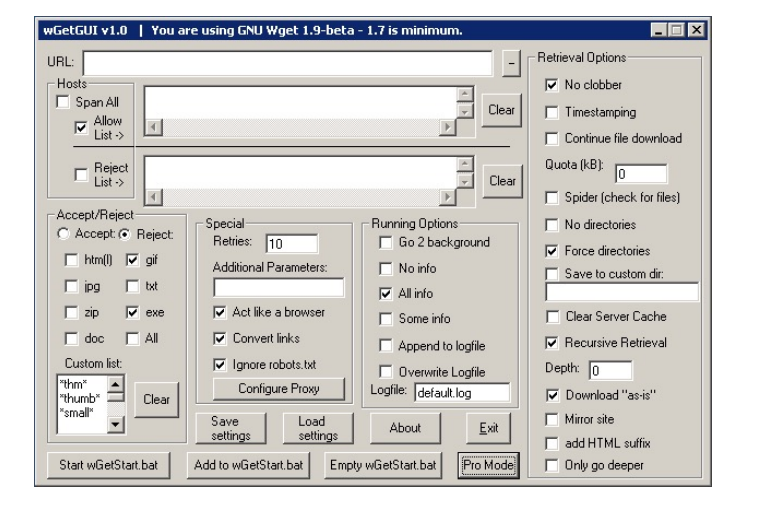 wGetGUI v1.0 | You are using GNU Wget 1.9-beta - 1.7 is minimum.
URL:
-
Hosts
Span All
Allow
List ->
Clear
Reject
List ->
Clear
Accept/Reject
Accept: Reject:
htm(l) gif
jpg txt
zip exe
doc All
Custom list:
*thm*
*thumb*
*small*
Clear
Special
Retries: 10
Additional Parameters:
Act like a browser
Convert links
Ignore robots.txt
Configure Proxy
Running Options
Go 2 background
No info
All info
Some info
Append to logfile
Overwrite Logfile
Logfile: default.log
Save
settings
Load
settings
About
Exit
Start wGetStart.bat
Add to wGetStart.bat
Empty wGetStart.bat
Pro Mode
Retrieval Options
No clobber
Timestamping
Continue file download
Quota (kB): 0
Spider (check for files)
No directories
Force directories
Save to custom dir:
Clear Server Cache
Recursive Retrieval
Depth: 0
Download "as-is"
Mirror site
add HTML suffix
Only go deeper